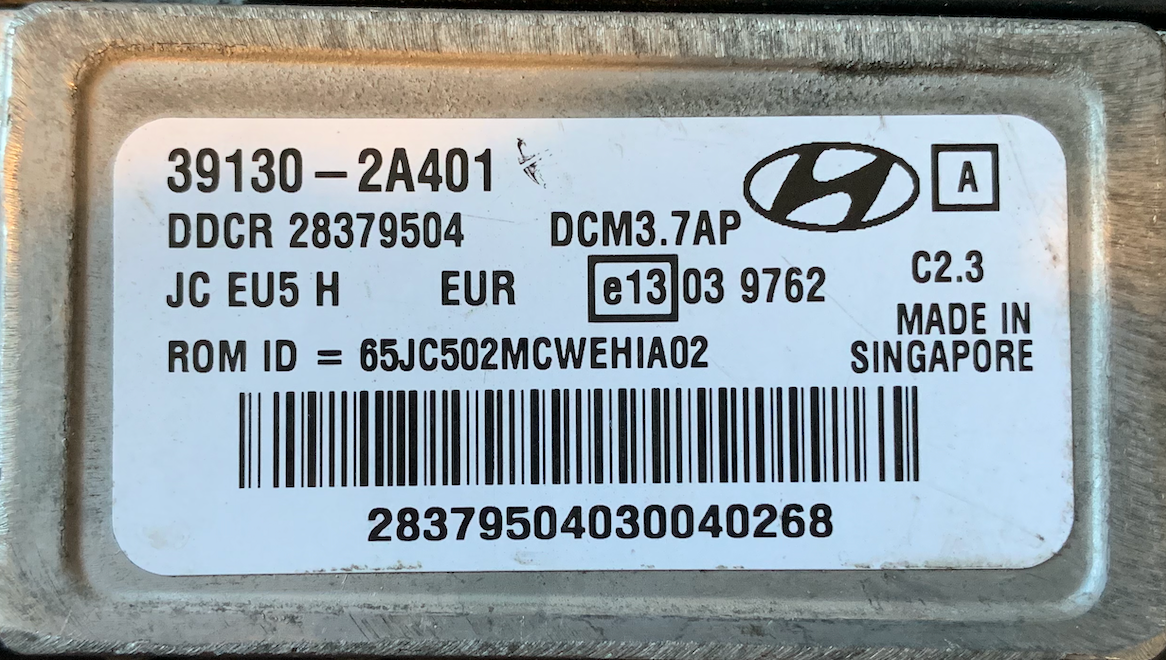 39130-2A401 A
DDCR 28379504 DCM3.7AP
JC EU5 H EUR e13 03 9762 C2.3
MADE IN
ROM ID = 65JC502MCWEHIA02 SINGAPORE
28379504030040268